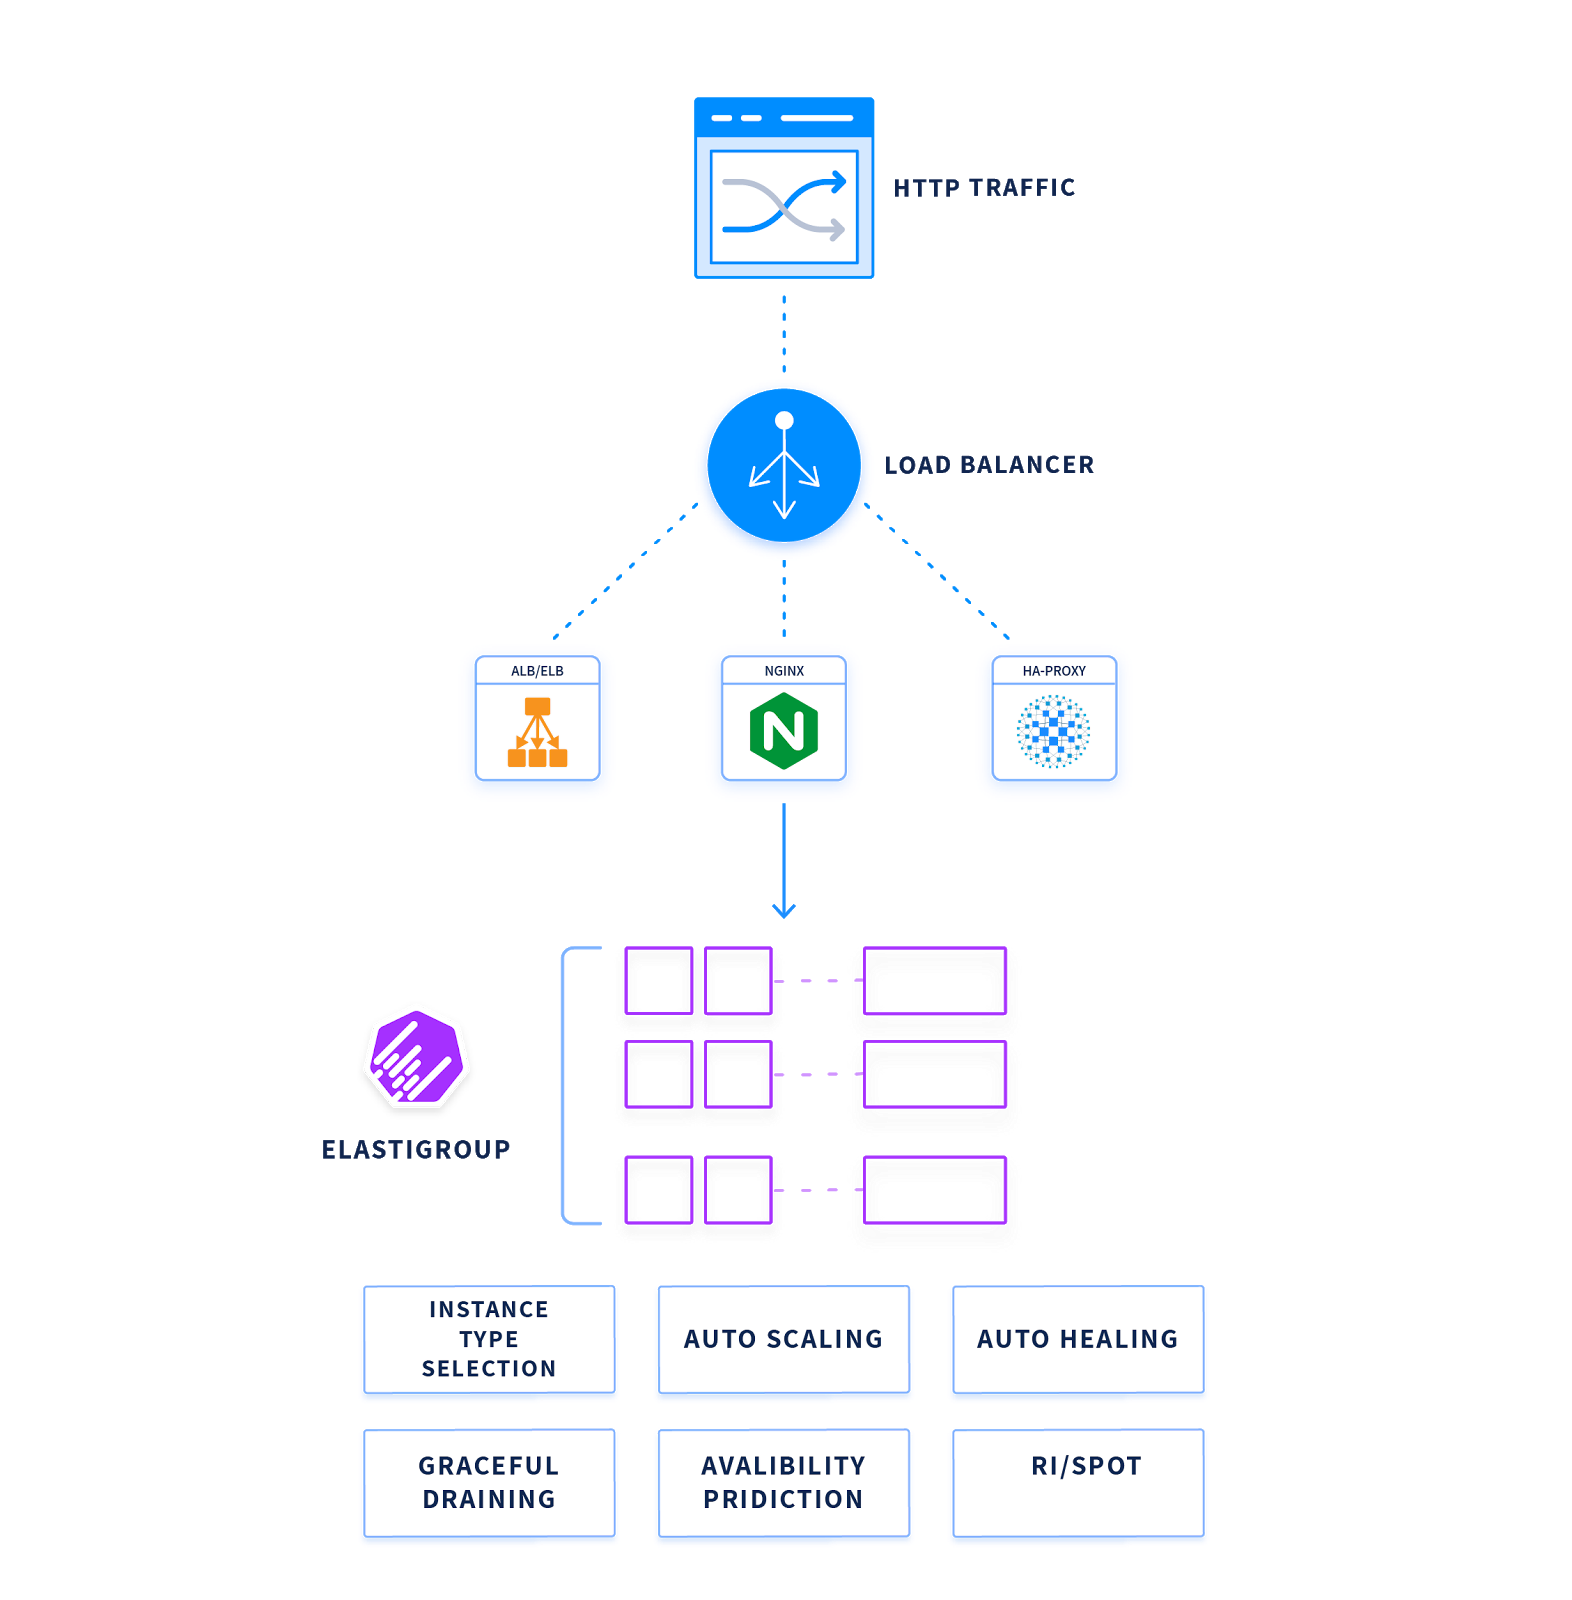 HTTP TRAFFIC
LOAD BALANCER
ALB/ELB
NGINX
HA-PROXY
N
ELASTIGROUP
INSTANCE
TYPE
SELECTION
AUTO SCALING
AUTO HEALING
GRACEFUL
DRAINING
AVALIBILITY
PRIDICTION
RI/SPOT